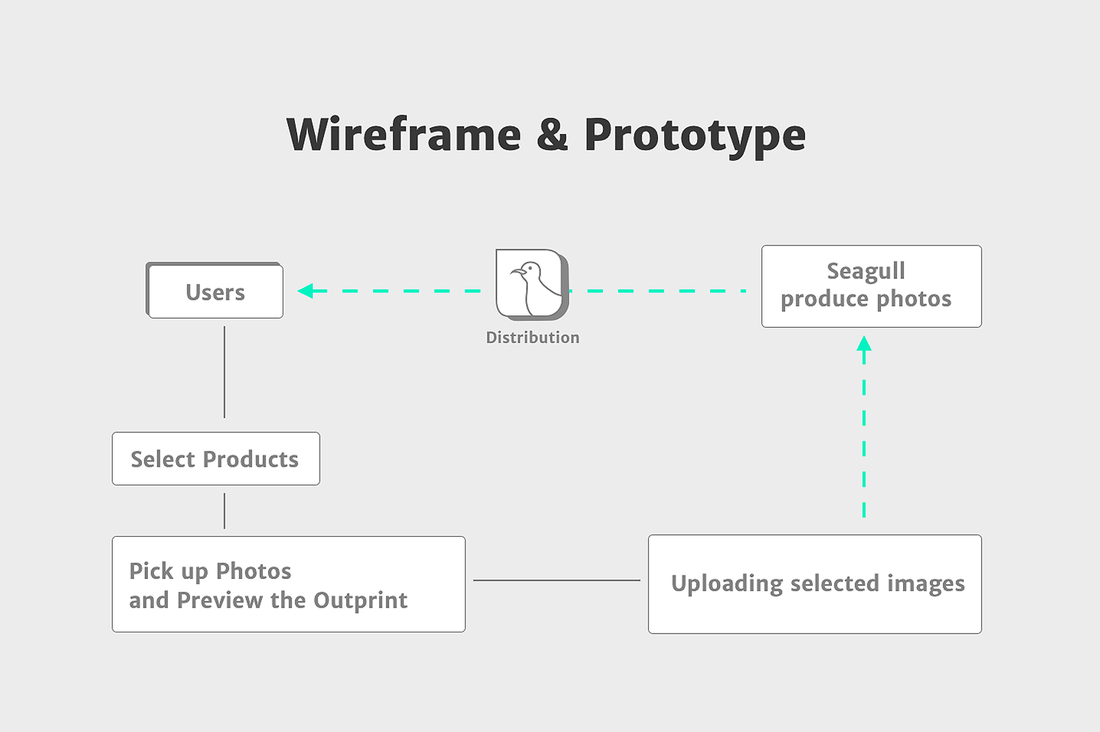 Wireframe & Prototype
Users
Distribution
Seagull
produce photos
Select Products
Pick up Photos
and Preview the Outprint
Uploading selected images